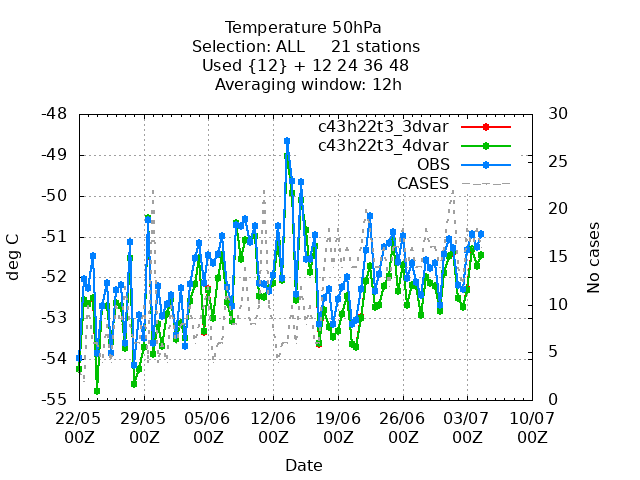 Temperature 50hPa
Selection: ALL     21 stations
Used {12} + 12 24 36 48
Averaging window: 12h
c43h22t3_3dvar
c43h22t3_4dvar
OBS
CASES
-48
-49
-50
-51
-52
-53
-54
-55
deg C
30
25
20
15
10
5
0
No cases
22/05 29/05 05/06 12/06 19/06 26/06 03/07 10/07
00Z 00Z 00Z 00Z 00Z 00Z 00Z 00Z
Date